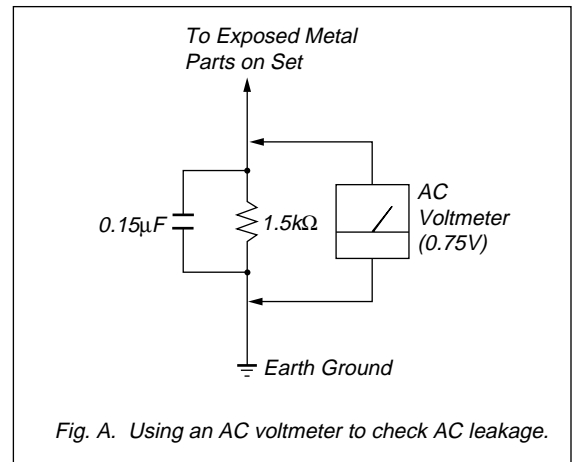 To Exposed Metal
Parts on Set
0.15μF
1.5kΩ
AC
Voltmeter
(0.75V)
Earth Ground
Fig. A. Using an AC voltmeter to check AC leakage.